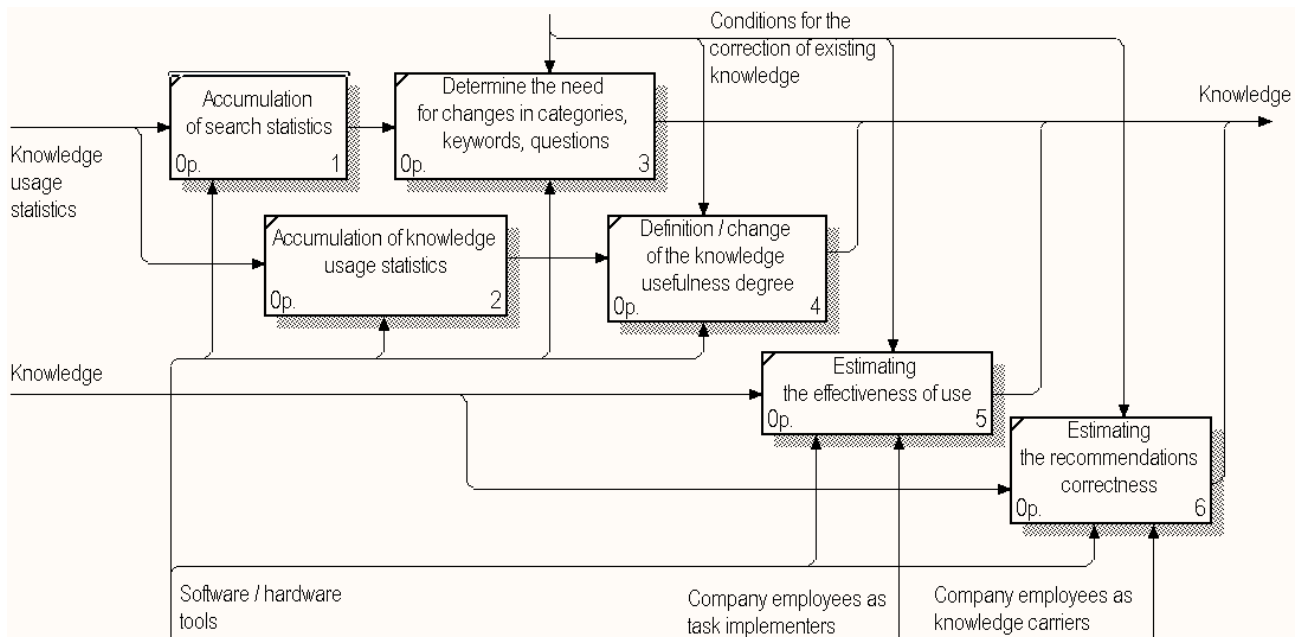 Conditions for the
correction of existing
knowledge
Accumulation
of search statistics
0p.
1
Determine the need
for changes in categories,
keywords, questions
0p.
3
Knowledge
Knowledge
usage
statistics
Accumulation of knowledge
usage statistics
0p.
2
Definition / change
of the knowledge
usefulness degree
0p.
4
Knowledge
Estimating
the effectiveness of use
0p.
5
Estimating
the recommendations
correctness
0p.
6
Software / hardware
tools
Company employees as
task implementers
Company employees as
knowledge carriers